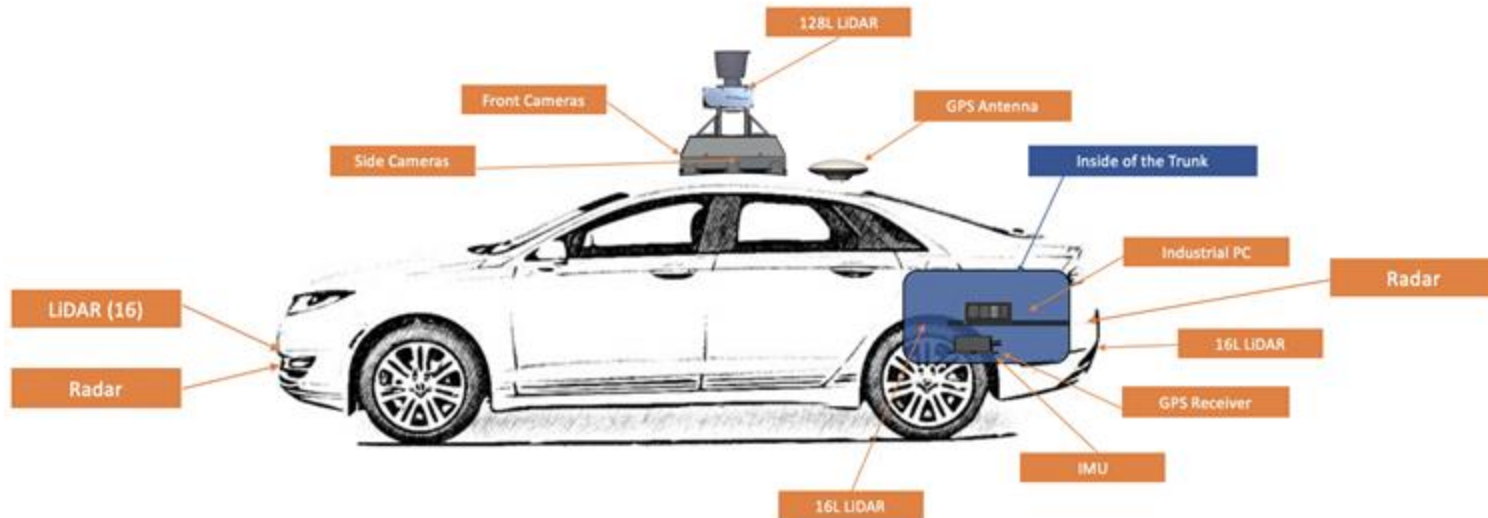 128L LiDAR
Front Cameras
GPS Antenna
Side Cameras
Inside of the Trunk
Industrial PC
Radar
LiDAR (16)
16L LiDAR
Radar
GPS Receiver
IMU
16L LiDAR